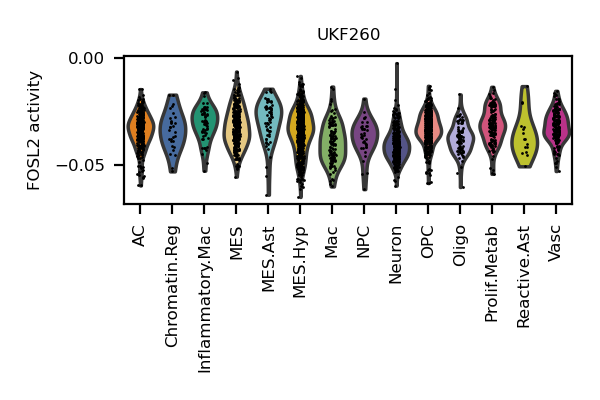 UKF260
FOSL2 activity
0.00
−0.05
AC
Chromatin.Reg
Inflammatory.Mac
MES
MES.Ast
MES.Hyp
Mac
NPC
Neuron
OPC
Oligo
Prolif.Metab
Reactive.Ast
Vasc